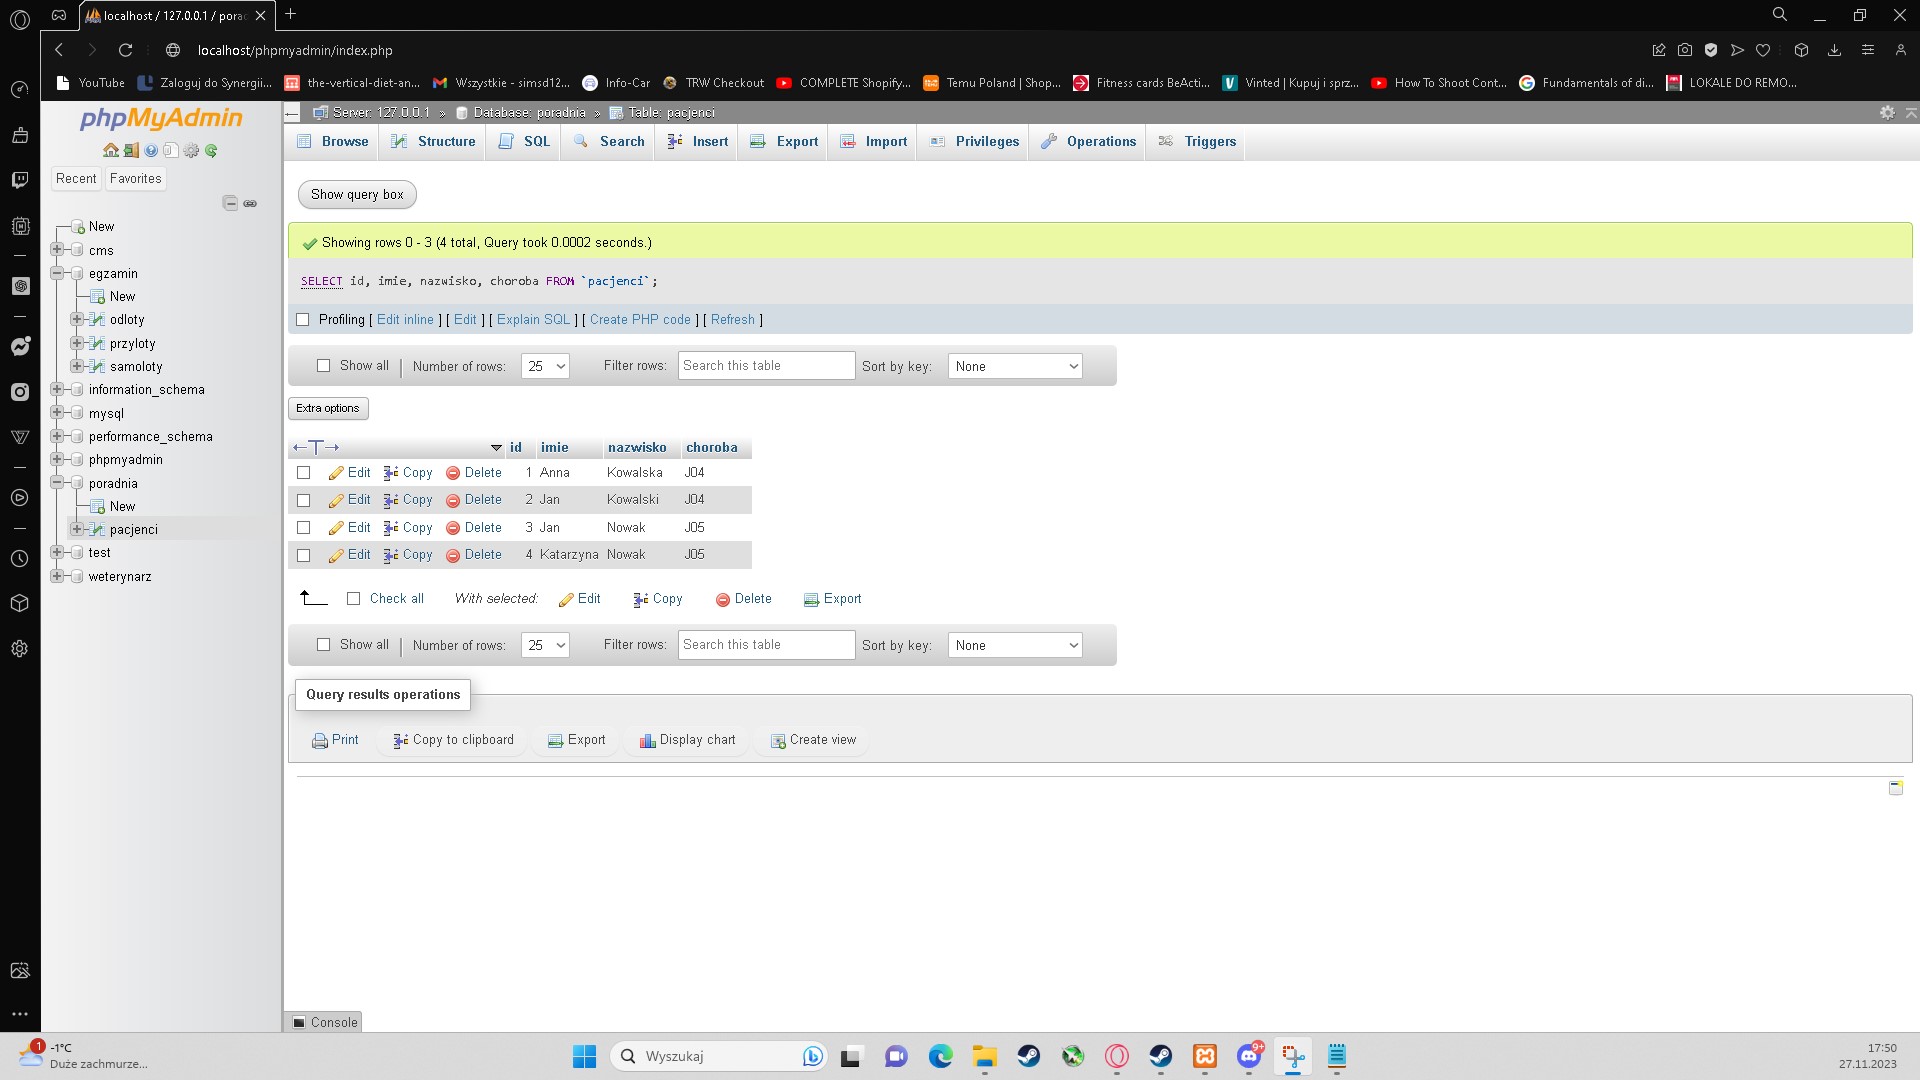 localhost / 127.0.0.1 / pora
localhost/phpmyadmin/index.php
YouTube
Zaloguj do Synergii...
the-vertical-diet-an...
Wszystkie - simsd12...
Info-Car
TRW Checkout
COMPLETE Shopify...
Temu Poland | Shop...
Fitness cards BeActi...
Vinted | Kupuj i sprz...
How To Shoot Cont...
Fundamentals of di...
LOKALE DO REMO...
phpMyAdmin
Recent
Favorites
New
cms
egzamin
New
odloty
przyloty
samoloty
information_schema
mysql
performance_schema
phpmyadmin
poradnia
New
pacjenci
test
weterynarz
Server: 127.0.0.1 » Database: poradnia » Table: pacjenci
Browse Structure SQL Search Insert Export Import Privileges Operations Triggers
Show query box
Showing rows 0 - 3 (4 total, Query took 0.0002 seconds.)
SELECT id, imie, nazwisko, choroba FROM `pacjenci`;
Profiling [ Edit inline ] [ Edit ] [ Explain SQL ] [ Create PHP code ] [ Refresh ]
Show all Number of rows: 25 Filter rows: Search this table Sort by key: None
Extra options
id imie nazwisko choroba
Edit Copy Delete 1 Anna Kowalska J04
Edit Copy Delete 2 Jan Kowalski J04
Edit Copy Delete 3 Jan Nowak J05
Edit Copy Delete 4 Katarzyna Nowak J05
Check all With selected: Edit Copy Delete Export
Show all Number of rows: 25 Filter rows: Search this table Sort by key: None
Query results operations
Print Copy to clipboard Export Display chart Create view
Console
1
-1°C
Duże zachmurze...
Wyszukaj
9+
17:50
27.11.2023